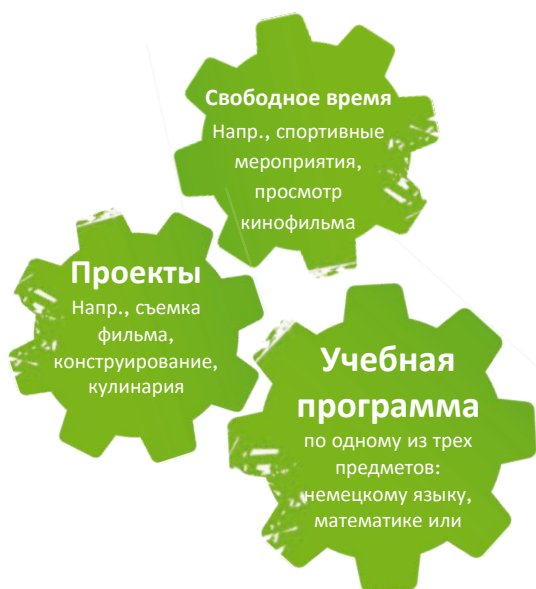 Свободное время
Напр., спортивные
мероприятия,
просмотр
кинофильма
Проекты
Напр., съемка
фильма,
конструирование,
кулинария
Учебная
программа
по одному из трех
предметов:
немецкому языку,
математике или